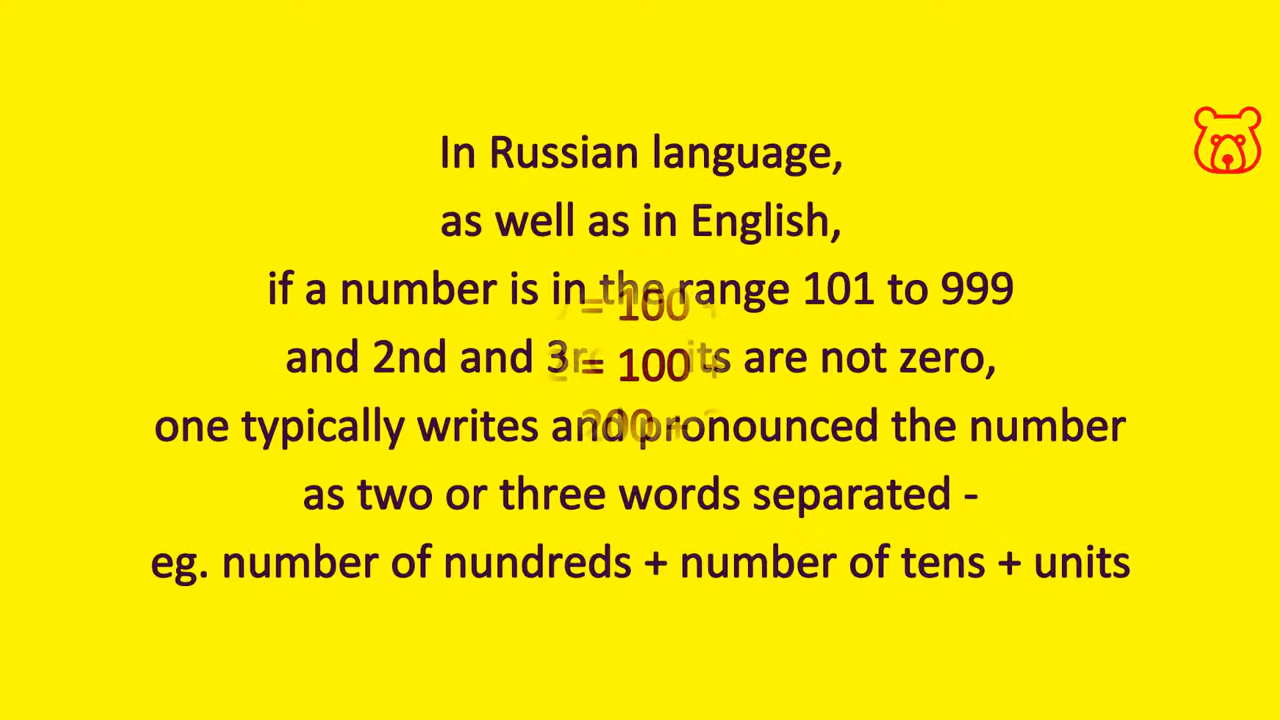 In Russian language,
as well as in English,
if a number is in the range 101 to 999
= 100
and 2nd and are not zero,
= 100
one typically writes and pronounced the number
as two or three words separated -
eg. number of nundreds + number of tens + units